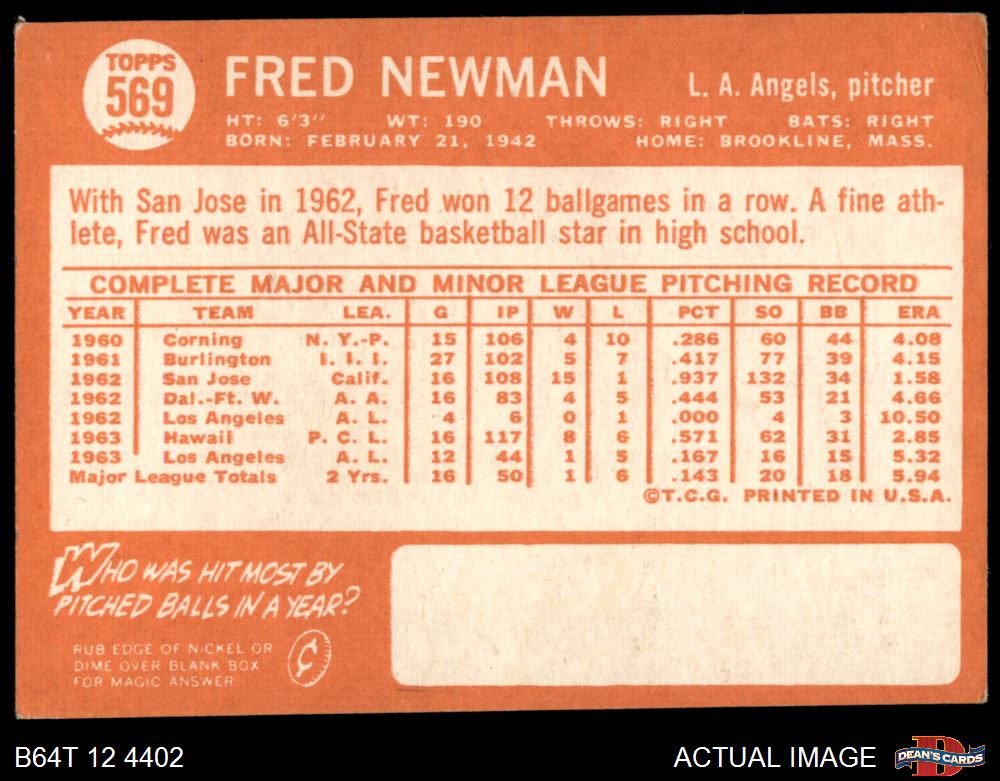 TOPPS
569
FRED NEWMAN
L. A. Angels, pitcher
HT: 6'3" WT: 190 THROWS: RIGHT BATS: RIGHT
BORN: FEBRUARY 21, 1942 HOME: BROOKLINE, MASS.
With San Jose in 1962, Fred won 12 ballgames in a row. A fine ath-
lete, Fred was an All-State basketball star in high school.
COMPLETE MAJOR AND MINOR LEAGUE PITCHING RECORD
YEAR TEAM LEA. G IP W L PCT SO BB ERA
1960 Corning N. Y.-P. 15 106 4 10 .286 60 44 4.08
1961 Burlington I. I. I. 27 102 5 7 .417 77 39 4.15
1962 San Jose Calif. 16 108 15 1 .937 132 34 1.58
1962 Dal.-Ft. W. A. A. 16 83 4 5 .444 53 21 4.66
1962 Los Angeles A. L. 4 6 0 1 .000 4 3 10.50
1963 Hawaii P. C. L. 16 117 8 6 .571 62 31 2.85
1963 Los Angeles A. L. 12 44 1 5 .167 16 15 5.32
Major League Totals 2 Yrs. 16 50 1 6 .143 20 18 5.94
©T.C.G. PRINTED IN U.S.A.
WHO WAS HIT MOST BY
PITCHED BALLS IN A YEAR?
RUB EDGE OF NICKEL OR
DIME OVER BLANK BOX
FOR MAGIC ANSWER
¢
B64T 12 4402
ACTUAL IMAGE
DEAN'S CARDS